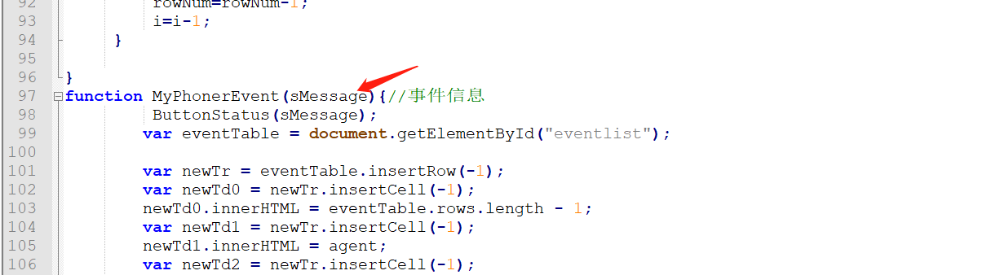 92 rowNum=rowNum-1;
93 i=i-1;
94 }
95
96 }
97 function MyPhonerEvent(sMessage){//事件信息
98 ButtonStatus(sMessage);
99 var eventTable = document.getElementById("eventlist");
100
101 var newTr = eventTable.insertRow(-1);
102 var newTd0 = newTr.insertCell(-1);
103 newTd0.innerHTML = eventTable.rows.length - 1;
104 var newTd1 = newTr.insertCell(-1);
105 newTd1.innerHTML = agent;
106 var newTd2 = newTr.insertCell(-1);